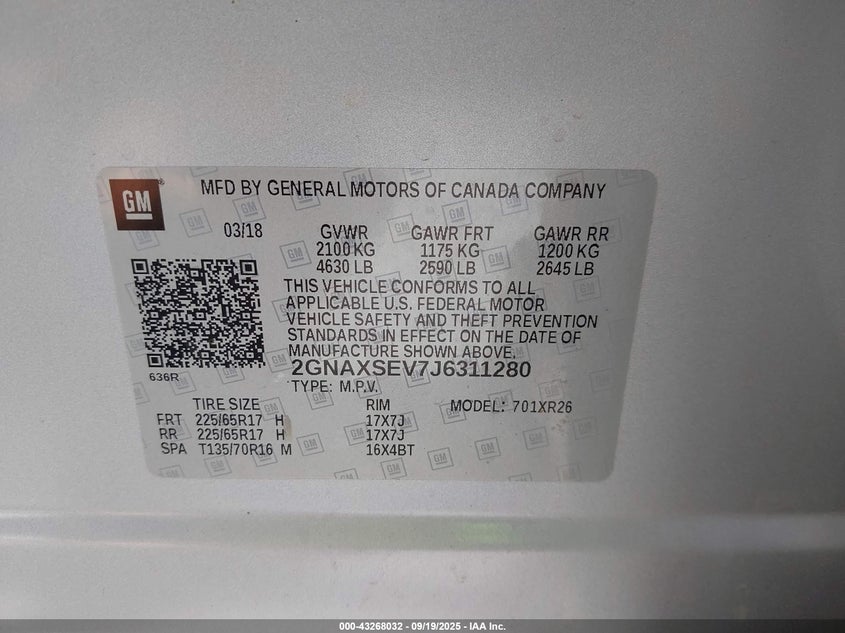 GM
MFD BY GENERAL MOTORS OF CANADA COMPANY
03/18 GVWR GAWR FRT GAWR RR
2100 KG 1175 KG 1200 KG
4630 LB 2590 LB 2645 LB
THIS VEHICLE CONFORMS TO ALL
APPLICABLE U.S. FEDERAL MOTOR
VEHICLE SAFETY AND THEFT PREVENTION
STANDARDS IN EFFECT ON THE DATE OF
MANUFACTURE SHOWN ABOVE.
2GNAXSEV7J6311280
636R
TYPE: M.P.V.
TIRE SIZE RIM MODEL: 701XR26
FRT 225/65R17 H 17X7J
RR 225/65R17 H 17X7J
SPA T135/70R16 M 16X4BT
000-43268032 - 09/19/2025 - IAA Inc.